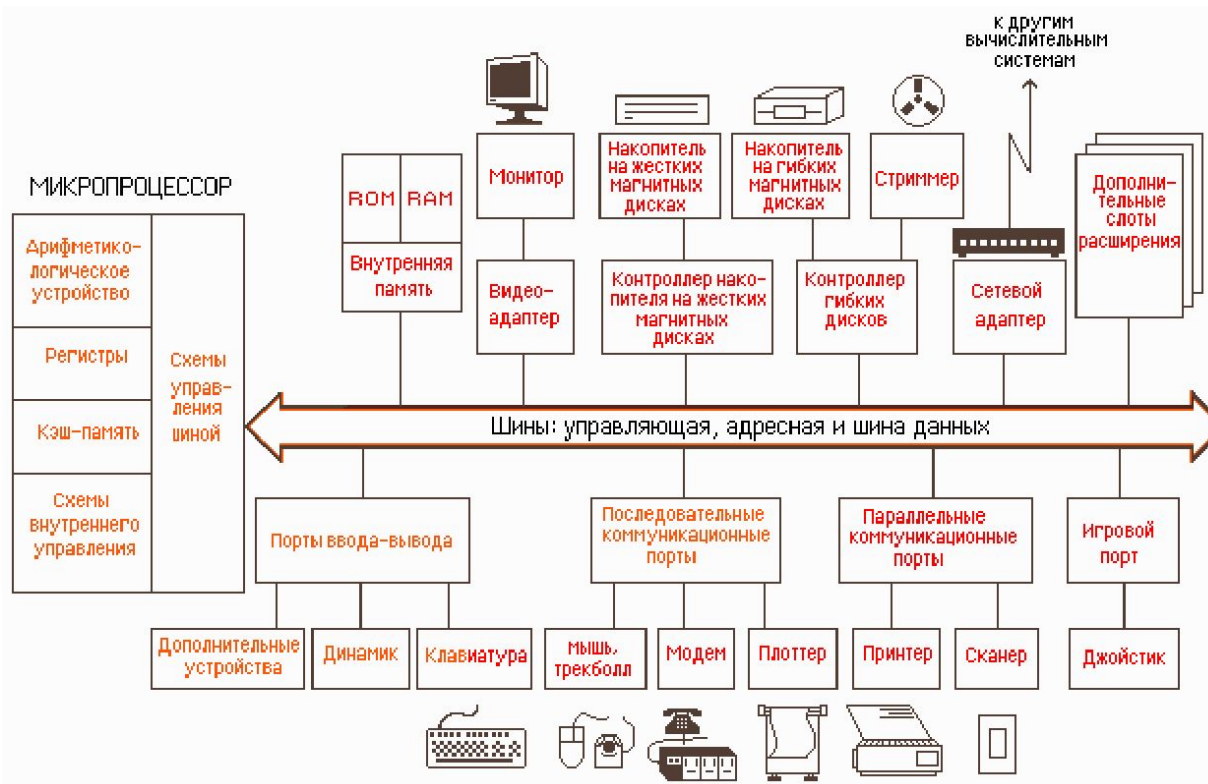 к другим
вычислительным
системам
МИКРОПРОЦЕССОР
Арифметико-
логическое
устройство
Регистры
Кэш-память
Схемы
внутреннего
управления
Схемы
управ-
ления
шиной
ROM
RAM
Внутренняя
память
Монитор
Видео-
адаптер
Накопитель
на жестких
магнитных
дисках
Контроллер нако-
пителя на жестких
магнитных
дисках
Накопитель
на гибких
магнитных
дисках
Стриммер
Контроллер
гибких
дисков
Сетевой
адаптер
Дополни-
тельные
слоты
расширения
Шины: управляющая, адресная и шина данных
Порты ввода-вывода
Дополнительные
устройства
Динамик
Клавиатура
Последовательные
коммуникационные
порты
мышь,
трекболл
Модем
Плоттер
Параллельные
коммуникационные
порты
Принтер
Сканер
Игровой
порт
Джойстик